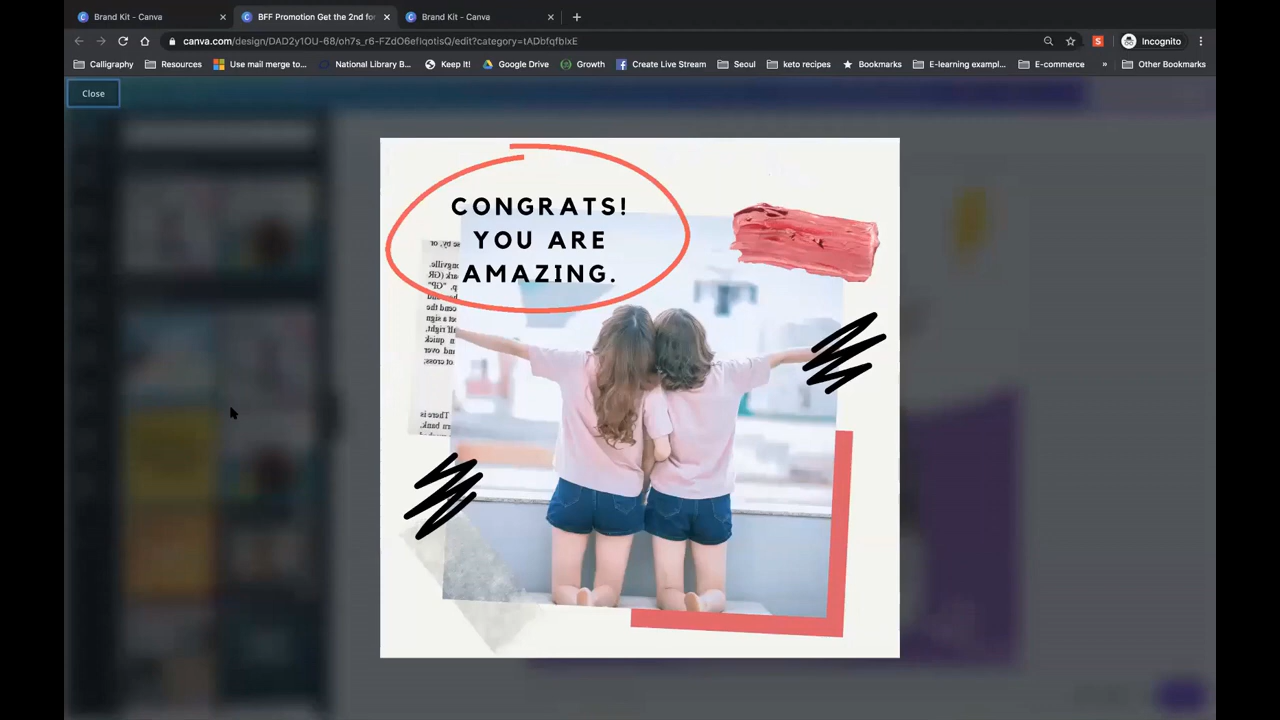 Brand Kit - Canva
BFF Promotion Get the 2nd for
Brand Kit - Canva
canva.com/design/DAD2y1OU-68/oh7s_r6-FZdO6eflqotisQ/edit?category=tADbfqfbIxE
Incognito
Calligraphy
Resources
Use mail merge to...
National Library B...
Keep It!
Google Drive
Growth
Create Live Stream
Seoul
keto recipes
Bookmarks
E-learning exampl...
E-commerce
»
Other Bookmarks
Close
CONGRATS!
YOU ARE
AMAZING.